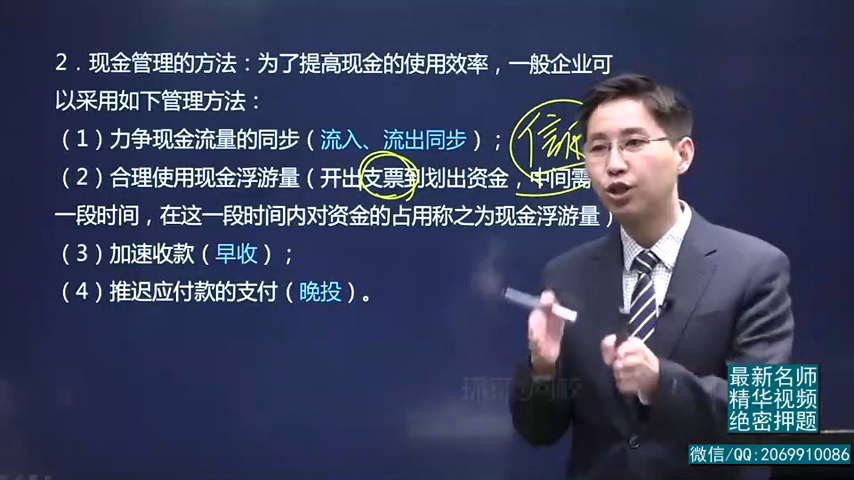 2．现金管理的方法：为了提高现金的使用效率，一般企业可
以采用如下管理方法：
（1）力争现金流量的同步（流入、流出同步）；
（2）合理使用现金浮游量（开出支票到划出资金，中间需
一段时间，在这一段时间内对资金的占用称之为现金浮游量）
（3）加速收款（早收）；
（4）推迟应付款的支付（晚投）。
信
最新名师
精华视频
绝密押题
微信/QQ:2069910086